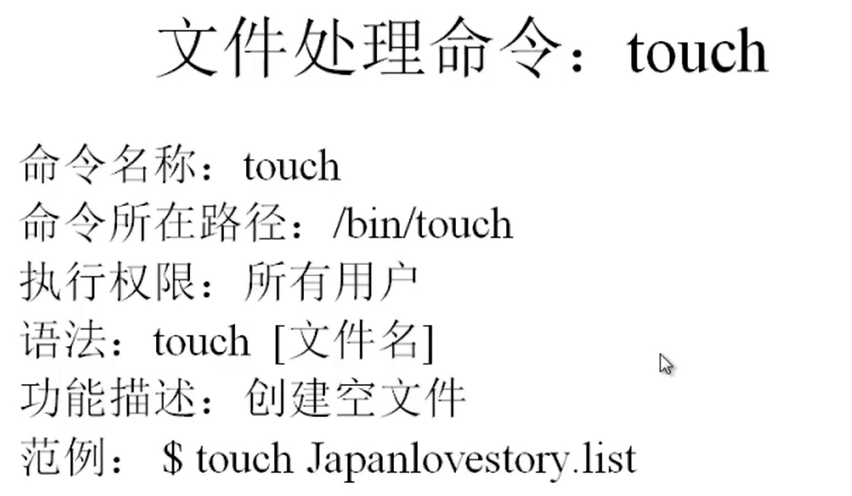 文件处理命令：touch
命令名称：touch
命令所在路径：/bin/touch
执行权限：所有用户
语法：touch [文件名]
功能描述：创建空文件
范例： $ touch Japanlovestory.list